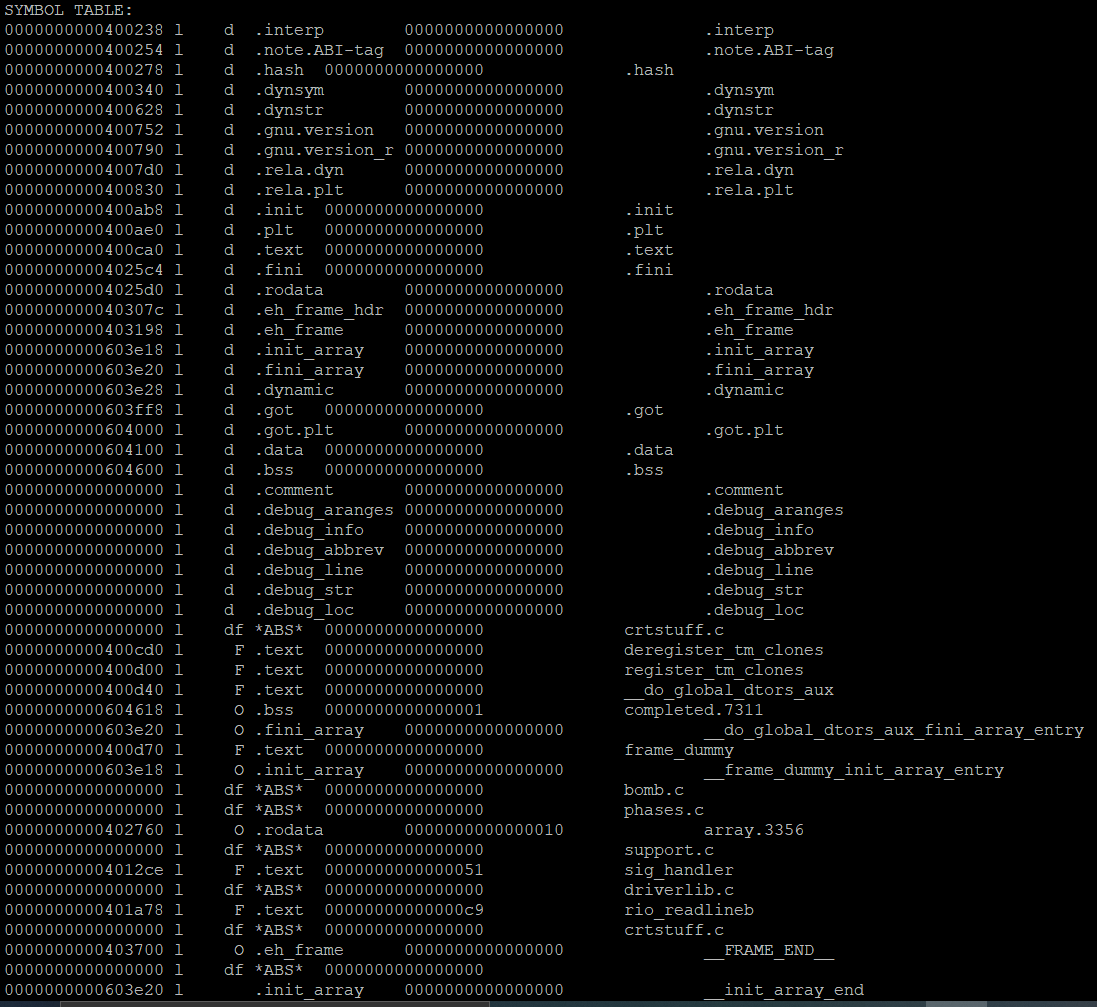 SYMBOL TABLE:
0000000000400238 l    d  .interp	0000000000000000              .interp
0000000000400254 l    d  .note.ABI-tag	0000000000000000              .note.ABI-tag
0000000000400278 l    d  .hash	0000000000000000              .hash
0000000000400340 l    d  .dynsym	0000000000000000              .dynsym
0000000000400628 l    d  .dynstr	0000000000000000              .dynstr
0000000000400752 l    d  .gnu.version	0000000000000000              .gnu.version
0000000000400790 l    d  .gnu.version_r	0000000000000000              .gnu.version_r
00000000004007d0 l    d  .rela.dyn	0000000000000000              .rela.dyn
0000000000400830 l    d  .rela.plt	0000000000000000              .rela.plt
0000000000400ab8 l    d  .init	0000000000000000              .init
0000000000400ae0 l    d  .plt	0000000000000000              .plt
0000000000400ca0 l    d  .text	0000000000000000              .text
00000000004025c4 l    d  .fini	0000000000000000              .fini
00000000004025d0 l    d  .rodata	0000000000000000              .rodata
000000000040307c l    d  .eh_frame_hdr	0000000000000000              .eh_frame_hdr
0000000000403198 l    d  .eh_frame	0000000000000000              .eh_frame
0000000000603e18 l    d  .init_array	0000000000000000              .init_array
0000000000603e20 l    d  .fini_array	0000000000000000              .fini_array
0000000000603e28 l    d  .dynamic	0000000000000000              .dynamic
0000000000603ff8 l    d  .got	0000000000000000              .got
0000000000604000 l    d  .got.plt	0000000000000000              .got.plt
0000000000604100 l    d  .data	0000000000000000              .data
0000000000604600 l    d  .bss	0000000000000000              .bss
0000000000000000 l    d  .comment	0000000000000000              .comment
0000000000000000 l    d  .debug_aranges	0000000000000000              .debug_aranges
0000000000000000 l    d  .debug_info	0000000000000000              .debug_info
0000000000000000 l    d  .debug_abbrev	0000000000000000              .debug_abbrev
0000000000000000 l    d  .debug_line	0000000000000000              .debug_line
0000000000000000 l    d  .debug_str	0000000000000000              .debug_str
0000000000000000 l    d  .debug_loc	0000000000000000              .debug_loc
0000000000000000 l    df *ABS*	0000000000000000              crtstuff.c
0000000000400cd0 l     F .text	0000000000000000              deregister_tm_clones
0000000000400d00 l     F .text	0000000000000000              register_tm_clones
0000000000400d40 l     F .text	0000000000000000              __do_global_dtors_aux
0000000000604618 l     O .bss	0000000000000001              completed.7311
0000000000603e20 l     O .fini_array	0000000000000000              __do_global_dtors_aux_fini_array_entry
0000000000400d70 l     F .text	0000000000000000              frame_dummy
0000000000603e18 l     O .init_array	0000000000000000              __frame_dummy_init_array_entry
0000000000000000 l    df *ABS*	0000000000000000              bomb.c
0000000000000000 l    df *ABS*	0000000000000000              phases.c
0000000000402760 l     O .rodata	0000000000000010              array.3356
0000000000000000 l    df *ABS*	0000000000000000              support.c
00000000004012ce l     F .text	0000000000000051              sig_handler
0000000000000000 l    df *ABS*	0000000000000000              driverlib.c
0000000000401a78 l     F .text	00000000000000c9              rio_readlineb
0000000000000000 l    df *ABS*	0000000000000000              crtstuff.c
0000000000403700 l     O .eh_frame	0000000000000000              __FRAME_END__
0000000000000000 l    df *ABS*	0000000000000000
0000000000603e20 l       .init_array	0000000000000000              __init_array_end